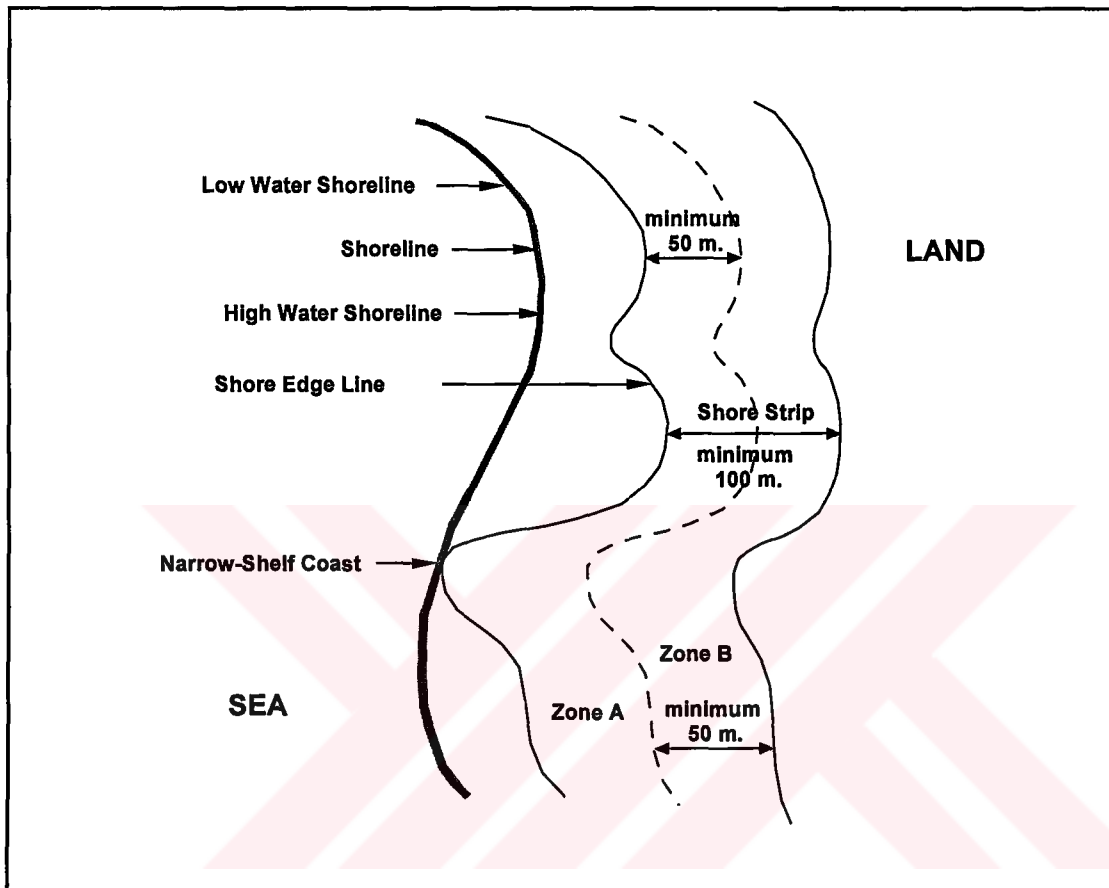 Low Water Shoreline
minimum
50 m.
Shoreline
LAND
High Water Shoreline
Shore Edge Line
Shore Strip
minimum
100 m.
Narrow-Shelf Coast
Zone B
SEA
Zone A
minimum
50 m.